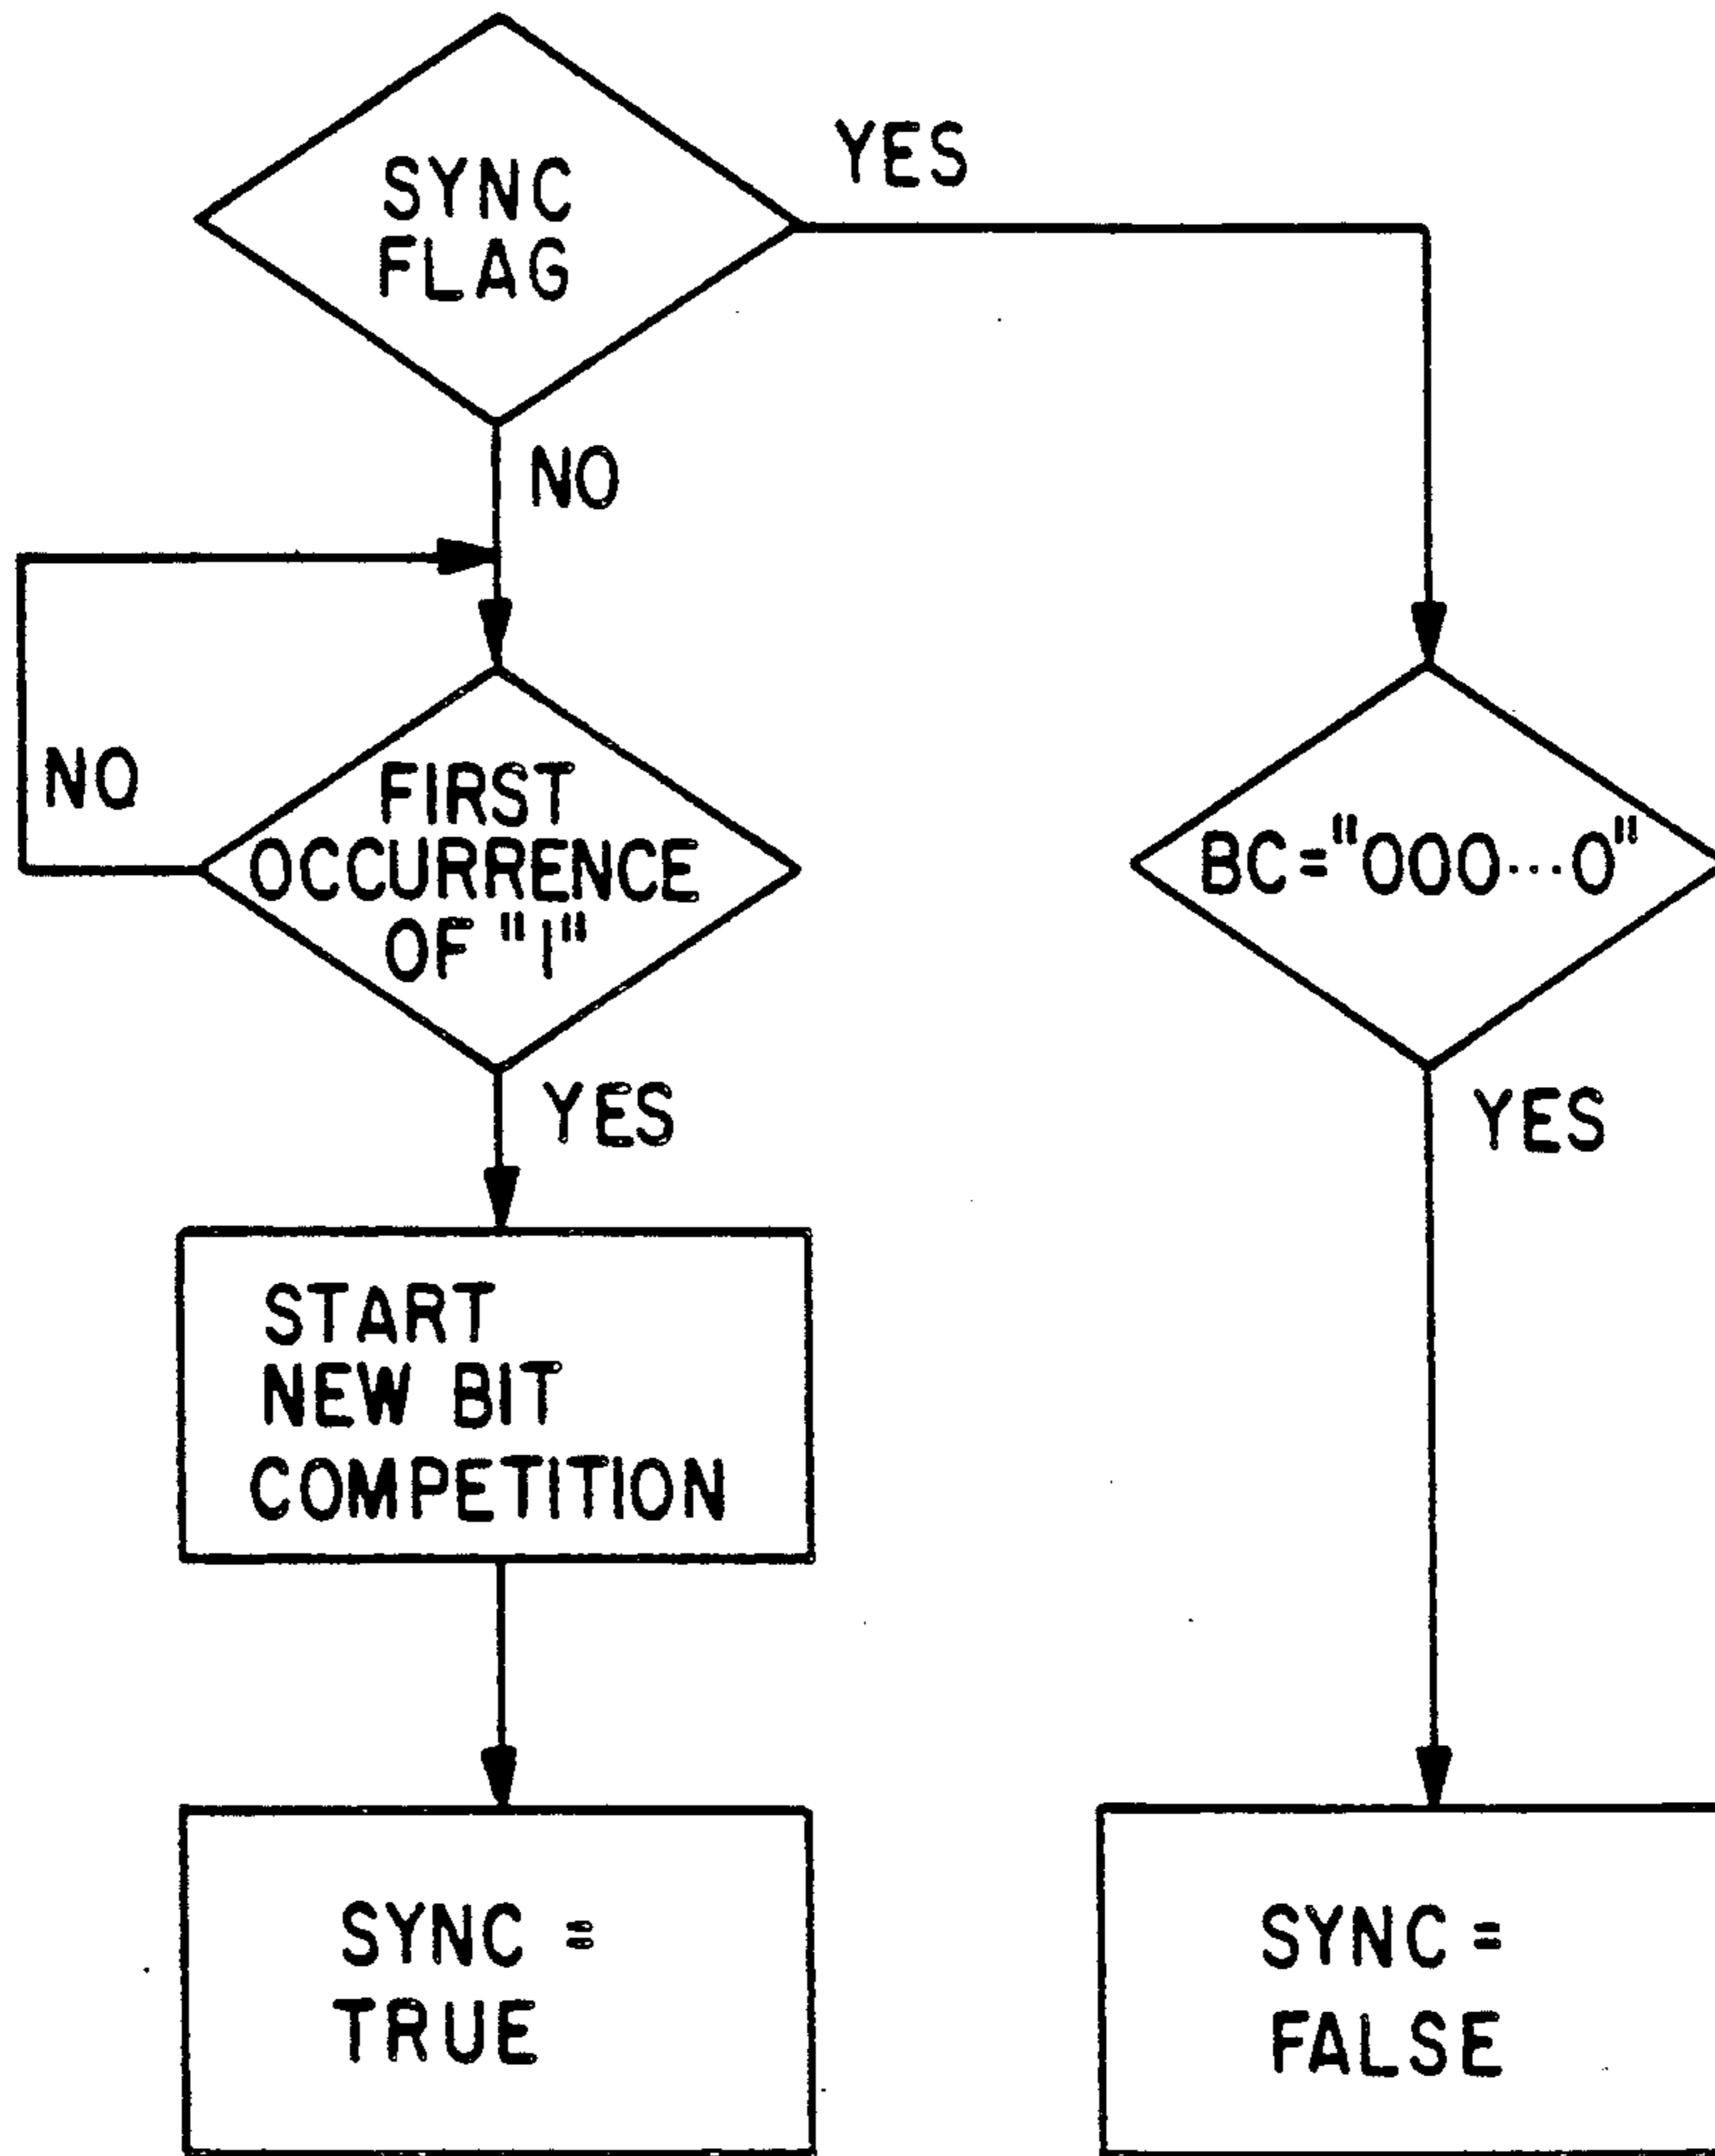 SYNC
FLAG
YES
NO
NO
FIRST
OCCURRENCE
OF "1"
YES
START
NEW BIT
COMPETITION
SYNC =
TRUE
BC="000...0"
YES
SYNC =
FALSE